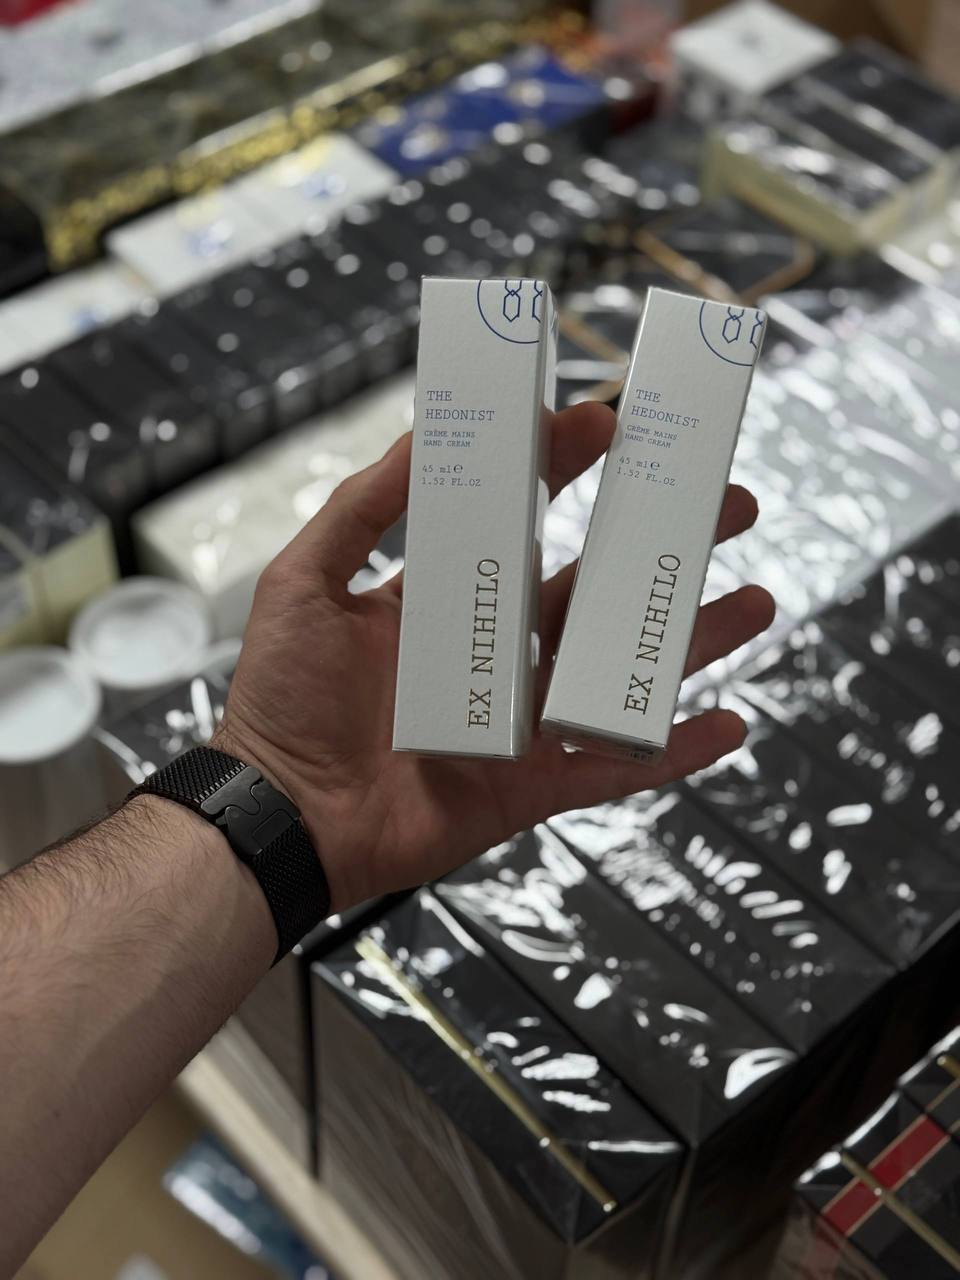 THE
HEDONIST
CRÈME MAINS
HAND CREAM
45 ml℮
1.52 FL.OZ
EX NIHILO
THE
HEDONIST
CRÈME MAINS
HAND CREAM
45 ml℮
1.52 FL.OZ
EX NIHILO